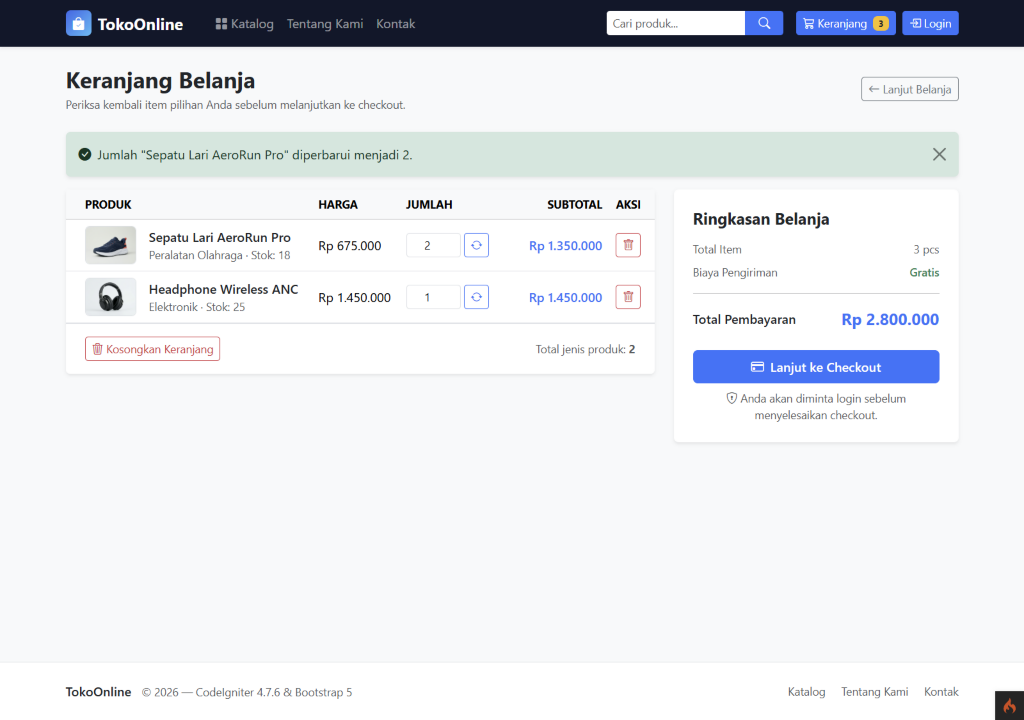 TokoOnline
Katalog
Tentang Kami
Kontak
Cari produk...
Keranjang 3
Login
Keranjang Belanja
Periksa kembali item pilihan Anda sebelum melanjutkan ke checkout.
← Lanjut Belanja
Jumlah "Sepatu Lari AeroRun Pro" diperbarui menjadi 2.
PRODUK HARGA JUMLAH SUBTOTAL AKSI
Sepatu Lari AeroRun Pro
Peralatan Olahraga · Stok: 18
Rp 675.000 2 Rp 1.350.000
Headphone Wireless ANC
Elektronik · Stok: 25
Rp 1.450.000 1 Rp 1.450.000
Kosongkan Keranjang
Total jenis produk: 2
Ringkasan Belanja
Total Item 3 pcs
Biaya Pengiriman Gratis
Total Pembayaran Rp 2.800.000
Lanjut ke Checkout
Anda akan diminta login sebelum
menyelesaikan checkout.
TokoOnline © 2026 — CodeIgniter 4.7.6 & Bootstrap 5
Katalog Tentang Kami Kontak